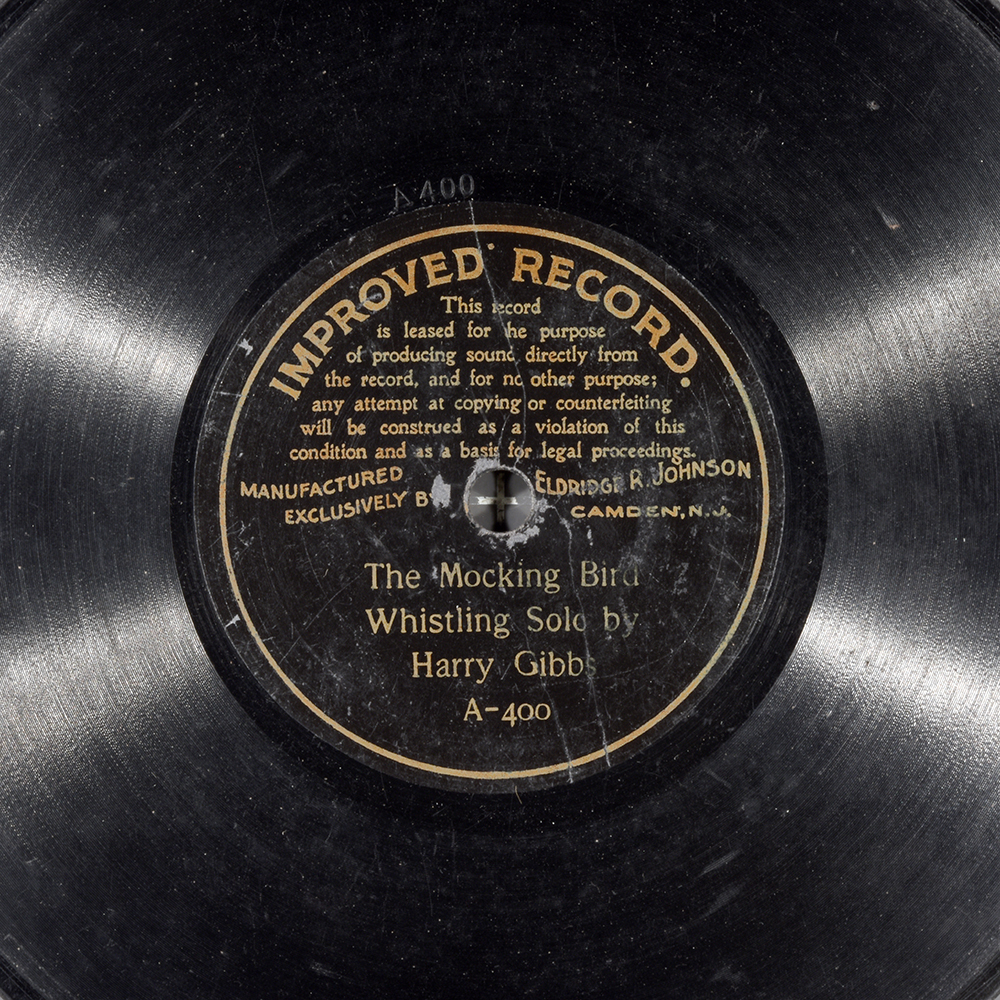 A 400
IMPROVED RECORD.
This record
is leased for the purpose
of producing sound directly from
the record, and for no other purpose;
any attempt at copying or counterfeiting
will be construed as a violation of this
condition and as a basis for legal proceedings.
MANUFACTURED
EXCLUSIVELY BY
ELDRIDGE R. JOHNSON
CAMDEN, N.J.
The Mocking Bird
Whistling Solo by
Harry Gibbs
A-400